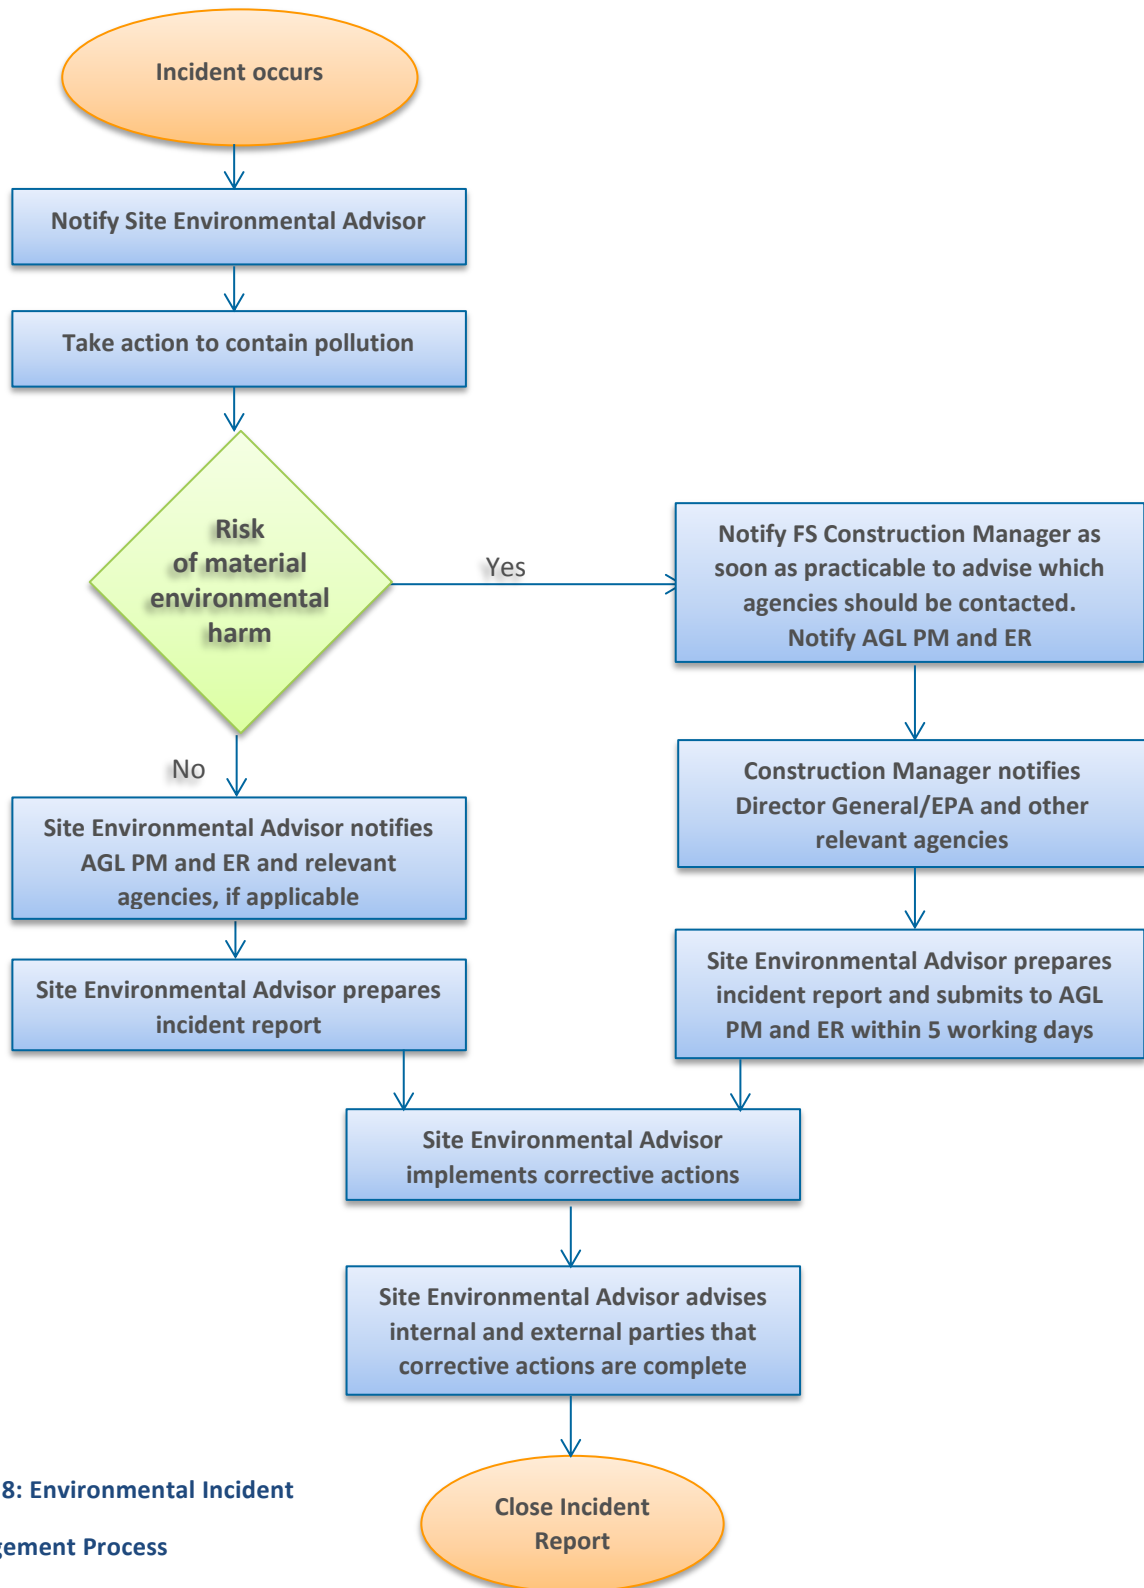 Incident occurs
Notify Site Environmental Advisor
Take action to contain pollution
Risk
of material
environmental
harm
Yes
Notify FS Construction Manager as
soon as practicable to advise which
agencies should be contacted.
Notify AGL PM and ER
Construction Manager notifies
Director General/EPA and other
relevant agencies
Site Environmental Advisor prepares
incident report and submits to AGL
PM and ER within 5 working days
No
Site Environmental Advisor notifies
AGL PM and ER and relevant
agencies, if applicable
Site Environmental Advisor prepares
incident report
Site Environmental Advisor
implements corrective actions
Site Environmental Advisor advises
internal and external parties that
corrective actions are complete
Close Incident
Report
8: Environmental Incident
gement Process